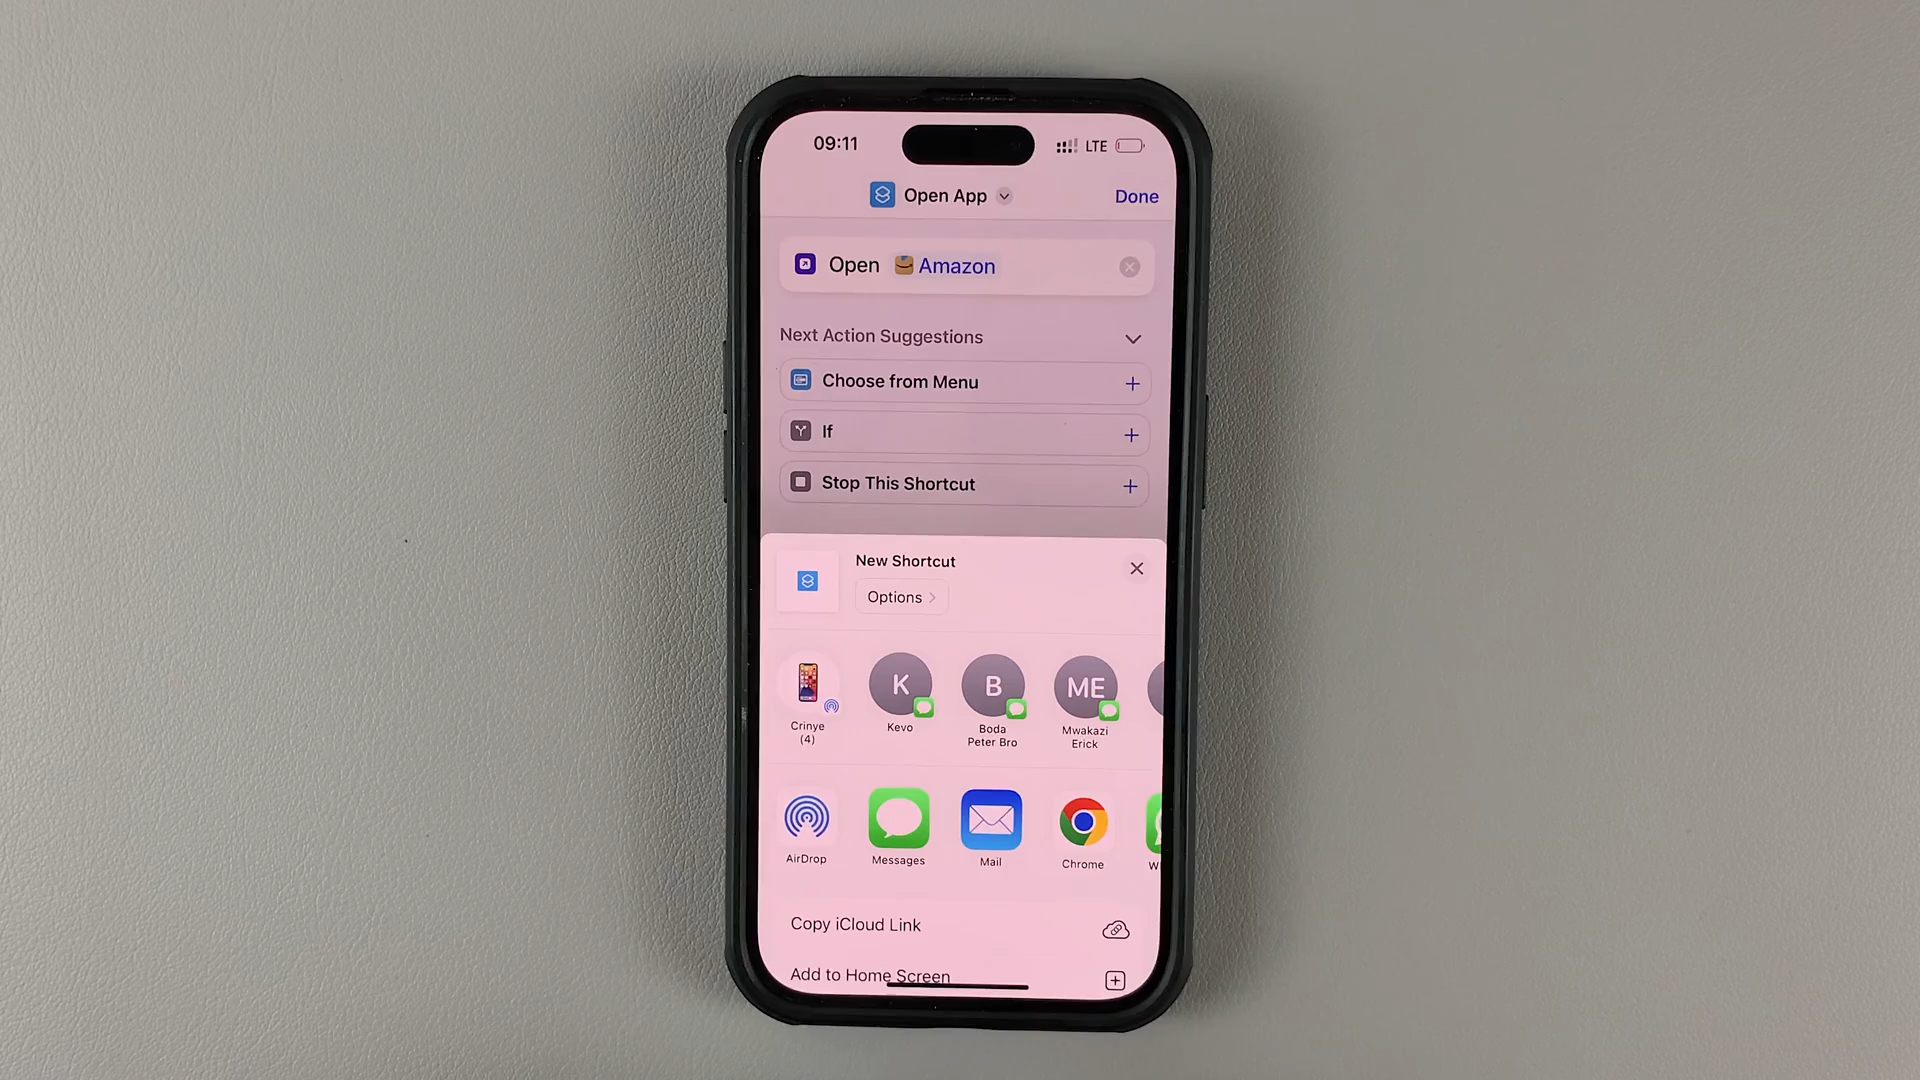 09:11
LTE
Open App
Done
Open Amazon
Next Action Suggestions
Choose from Menu
If
Stop This Shortcut
New Shortcut
Options
K
B
ME
Crinye
(4)
Kevo
Boda
Peter Bro
Mwakazi
Erick
AirDrop
Messages
Mail
Chrome
W
Copy iCloud Link
Add to Home Screen